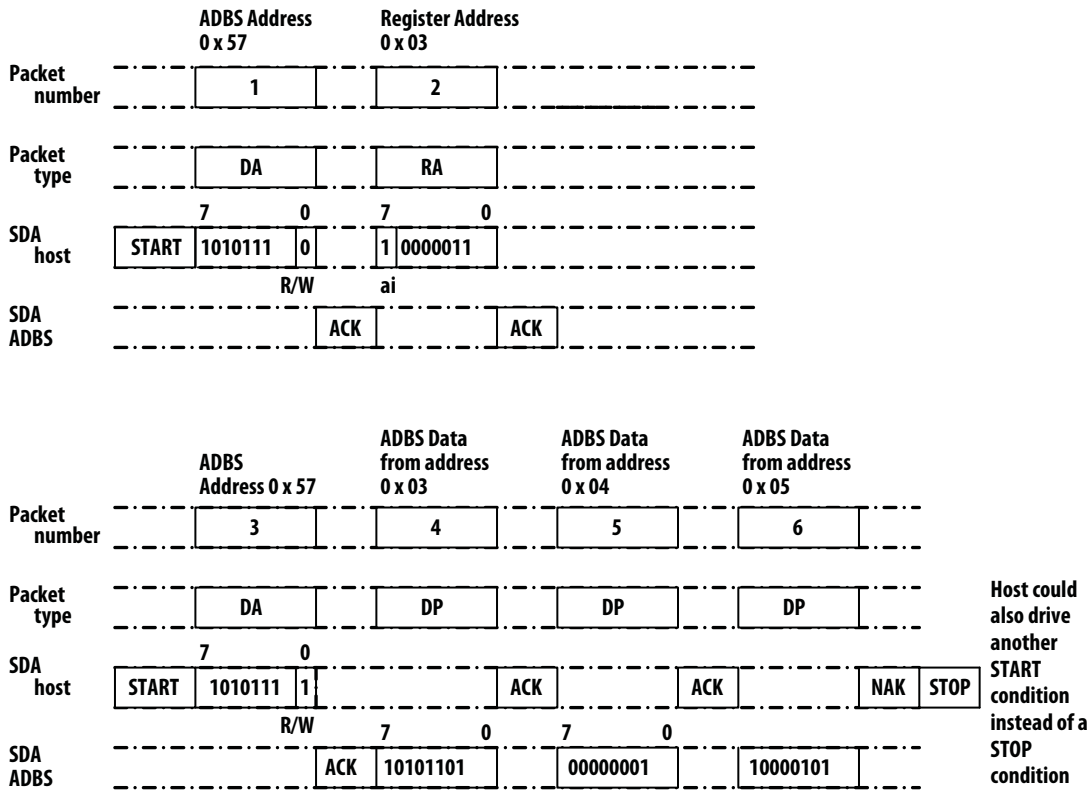 ADBS Address
0 x 57
Register Address
0 x 03
Packet
number
1
2
Packet
type
DA
RA
7 0 7 0
SDA
host
START 1010111 0 1 0000011
R/W ai
SDA
ADBS
ACK ACK
ADBS
Address 0 x 57
ADBS Data
from address
0 x 03
ADBS Data
from address
0 x 04
ADBS Data
from address
0 x 05
Packet
number
3 4 5 6
Packet
type
DA DP DP DP
7 0
SDA
host
START 1010111 1 ACK ACK NAK STOP
R/W
7 0 7 0
SDA
ADBS
ACK 10101101 00000001 10000101
Host could
also drive
another
START
condition
instead of a
STOP
condition